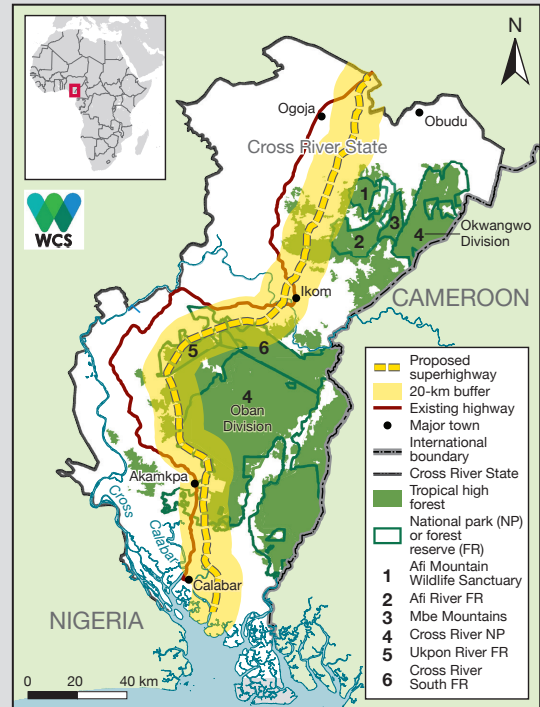 N
Ogoja
Obudu
Cross River State
WCS
1
2
3
4
Okwangwo
Division
Ikom
CAMEROON
5
6
4
Oban
Division
Akamkpa
Cross
Calabar
Calabar
NIGERIA
0 20 40 km
Proposed
superhighway
20-km buffer
Existing highway
Major town
International
boundary
Cross River State
Tropical high
forest
National park (NP)
or forest
reserve (FR)
1 Afi Mountain
Wildlife Sanctuary
2 Afi River FR
3 Mbe Mountains
4 Cross River NP
5 Ukpon River FR
6 Cross River
South FR